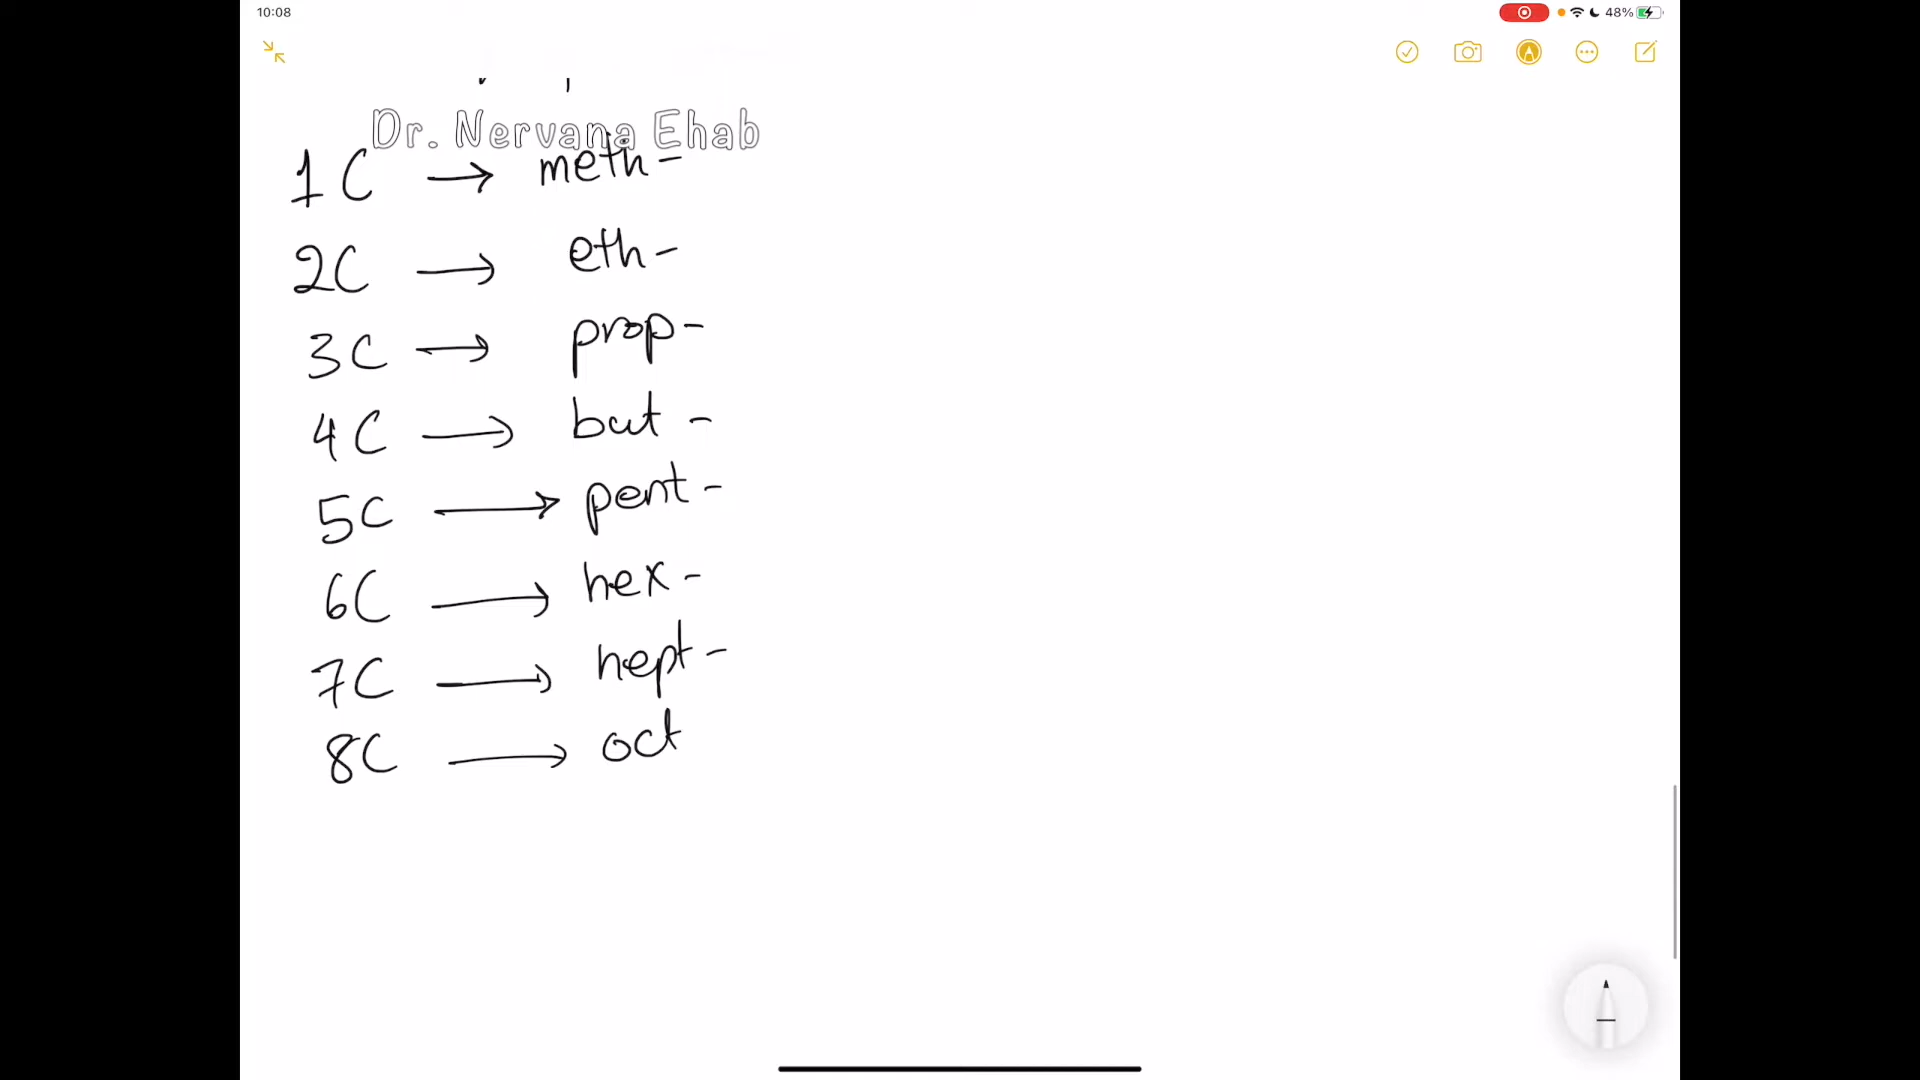 10:08
48%
Dr. Nervana Ehab
1C → meth-
2C → eth-
3C → prop-
4C → but-
5C → pent-
6C → hex-
7C → hept-
8C → oct